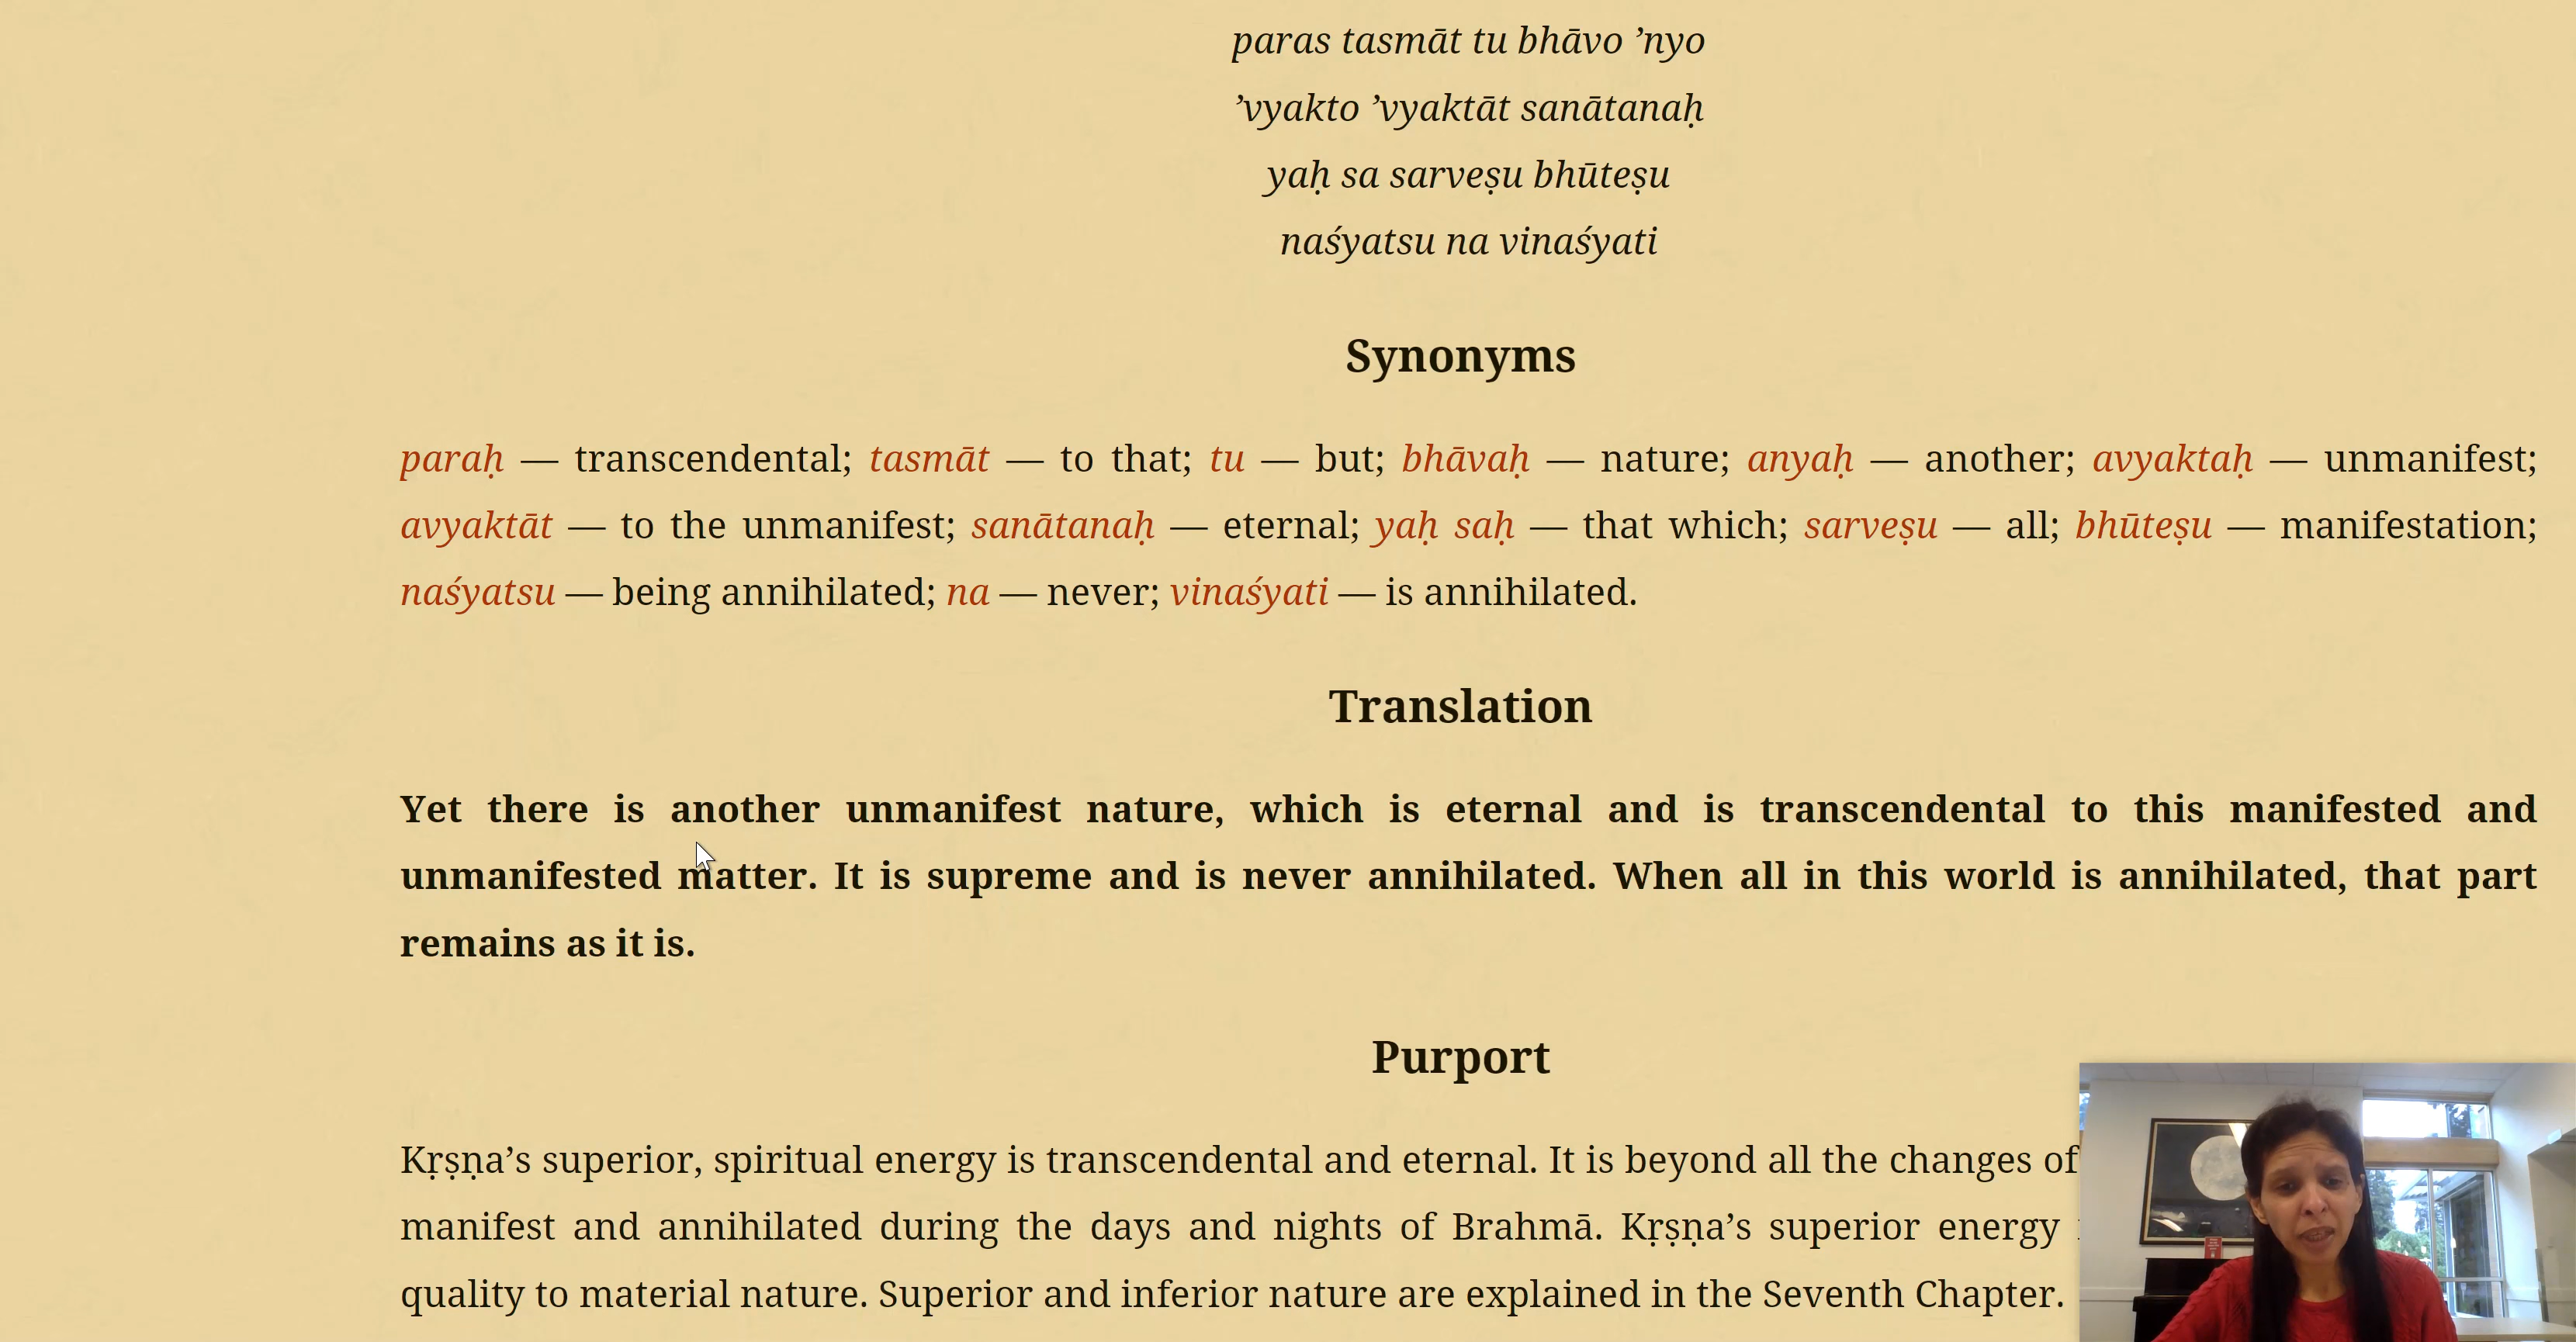 paras tasmāt tu bhāvo ’nyo
’vyakto ’vyaktāt sanātanaḥ
yaḥ sa sarveṣu bhūteṣu
naśyatsu na vinaśyati
Synonyms
paraḥ — transcendental; tasmāt — to that; tu — but; bhāvaḥ — nature; anyaḥ — another; avyaktaḥ — unmanifest;
avyaktāt — to the unmanifest; sanātanaḥ — eternal; yaḥ saḥ — that which; sarveṣu — all; bhūteṣu — manifestation;
naśyatsu — being annihilated; na — never; vinaśyati — is annihilated.
Translation
Yet there is another unmanifest nature, which is eternal and is transcendental to this manifested and
unmanifested matter. It is supreme and is never annihilated. When all in this world is annihilated, that part
remains as it is.
Purport
Kṛṣṇa’s superior, spiritual energy is transcendental and eternal. It is beyond all the changes of
manifest and annihilated during the days and nights of Brahmā. Kṛṣṇa’s superior energy
quality to material nature. Superior and inferior nature are explained in the Seventh Chapter.